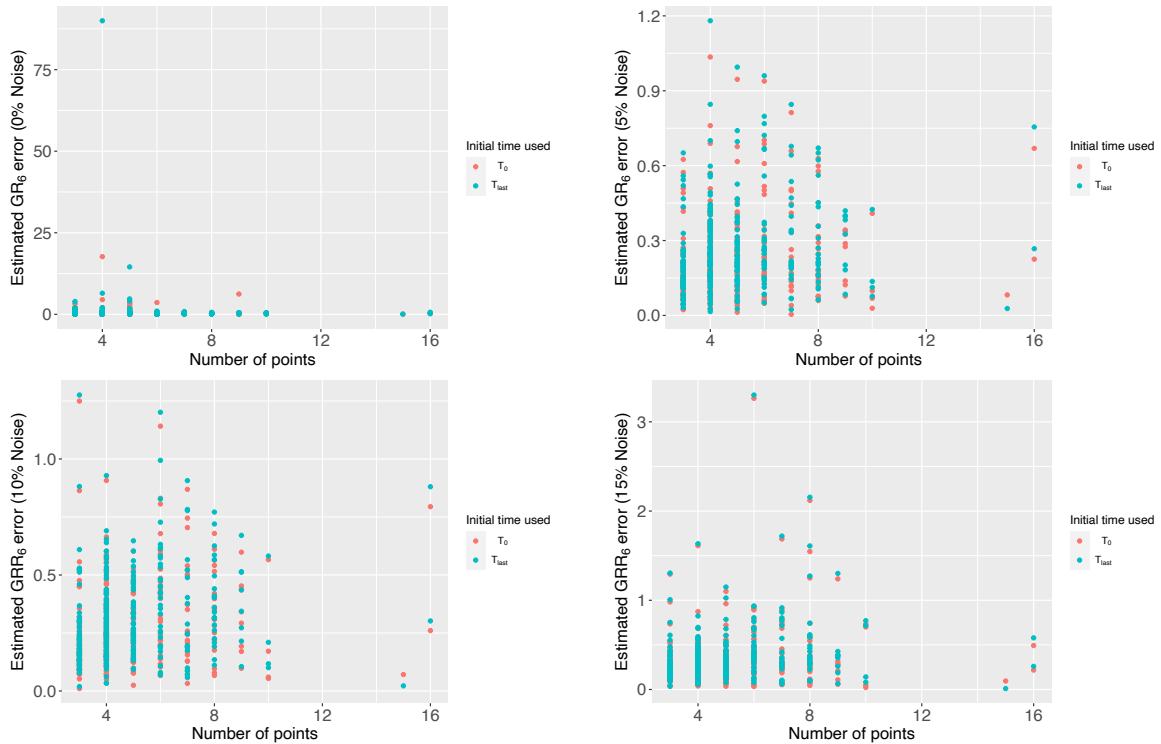 Estimated GR6 error (0% Noise)
75
50
25
0
4
8
12
16
Number of points
Initial time used
T0
Tlast
Estimated GR6 error (5% Noise)
1.2
0.9
0.6
0.3
0.0
4
8
12
16
Number of points
Initial time used
T0
Tlast
Estimated GRR6 error (10% Noise)
1.0
0.5
0.0
4
8
12
16
Number of points
Initial time used
T0
Tlast
Estimated GRR6 error (15% Noise)
3
2
1
0
4
8
12
16
Number of points
Initial time used
T0
Tlast